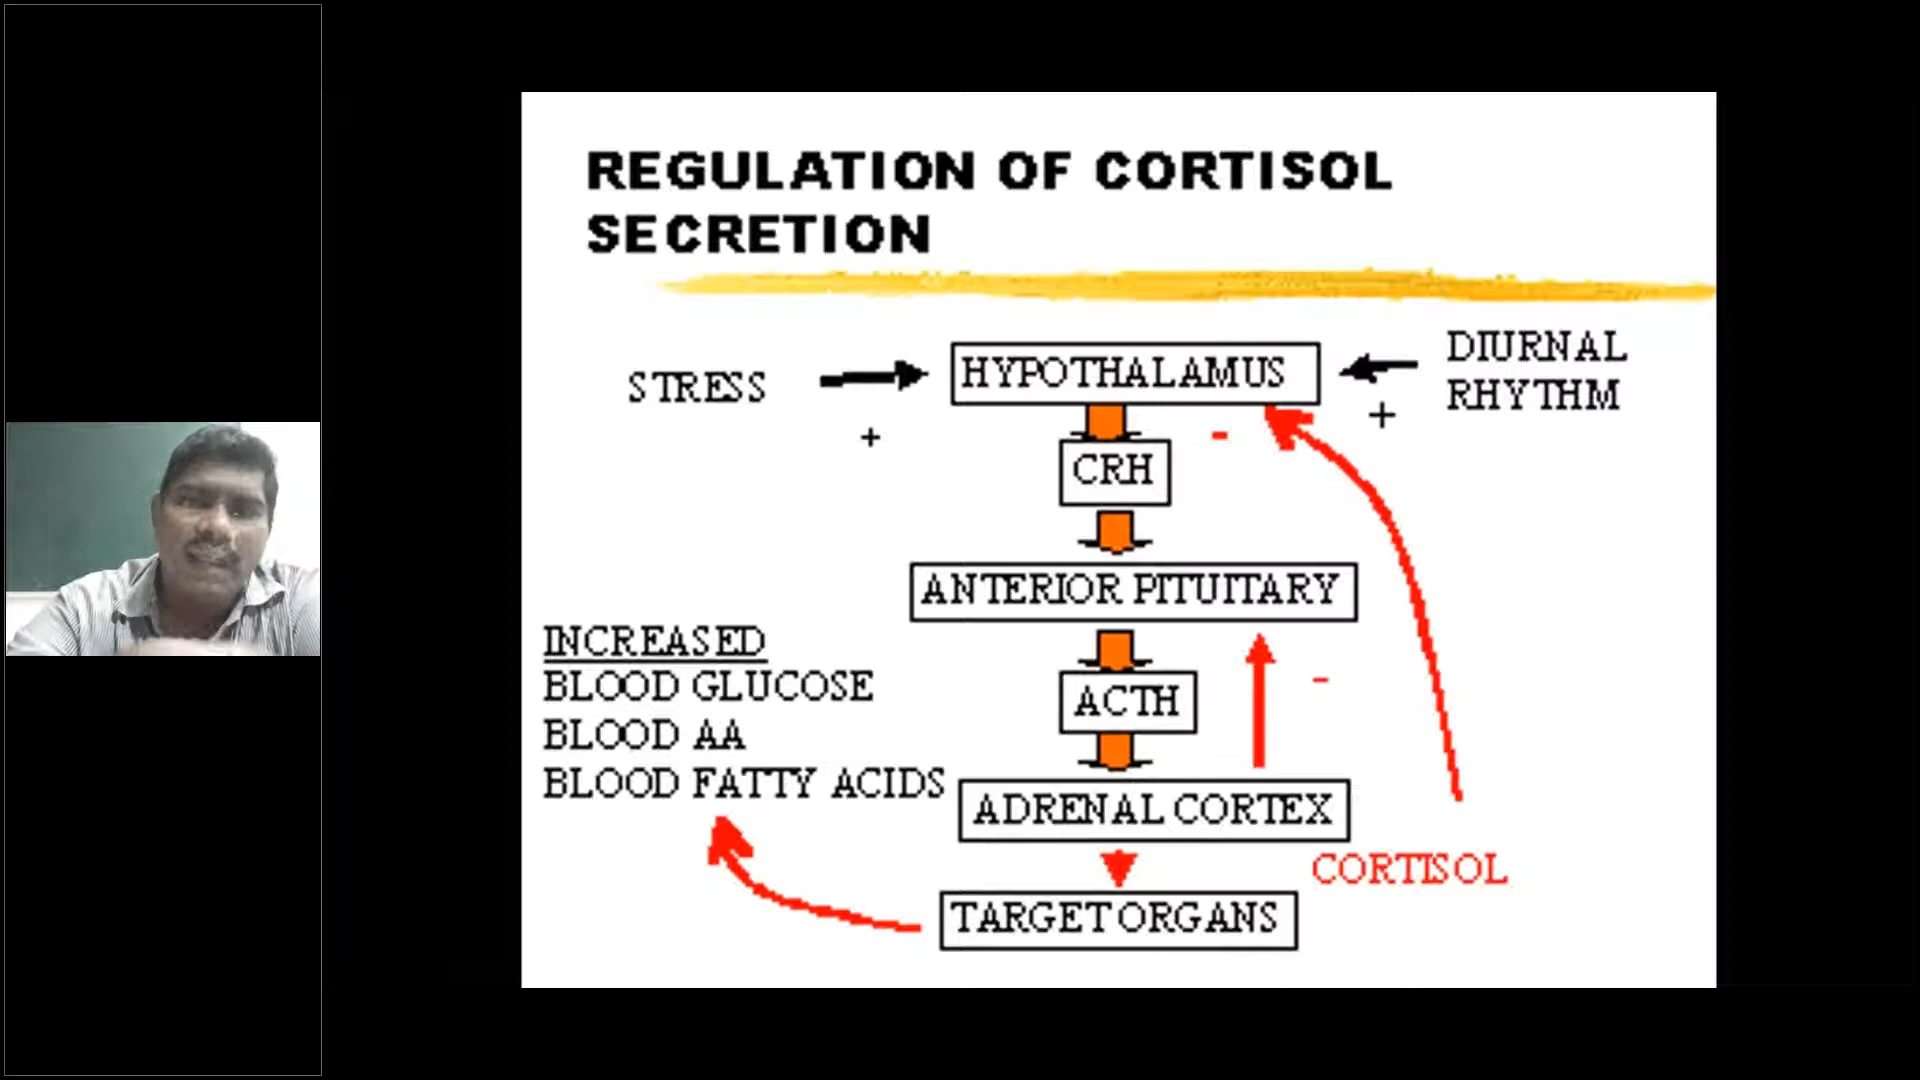 REGULATION OF CORTISOL
SECRETION
STRESS
+
HYPOTHALAMUS
DIURNAL
RHYTHM
+
-
CRH
ANTERIOR PITUITARY
INCREASED
BLOOD GLUCOSE
BLOOD AA
BLOOD FATTY ACIDS
ACTH
-
ADRENAL CORTEX
CORTISOL
TARGET ORGANS